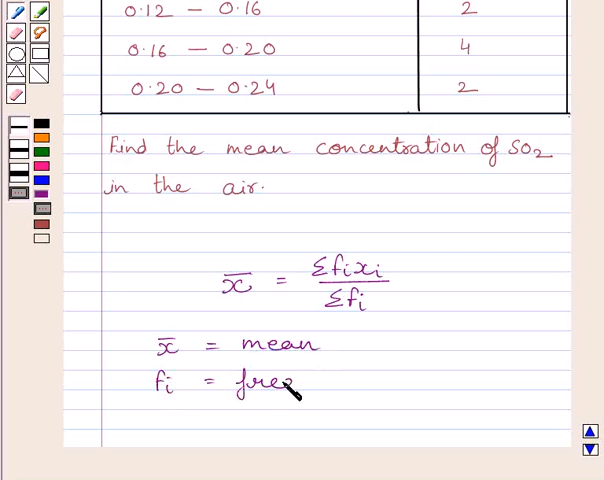 0.12 - 0.16 2
0.16 - 0.20 4
0.20 - 0.24 2
Find the mean concentration of SO2
in the air.
x̄ = Σfixi / Σfi
x̄ = mean
fi = fre